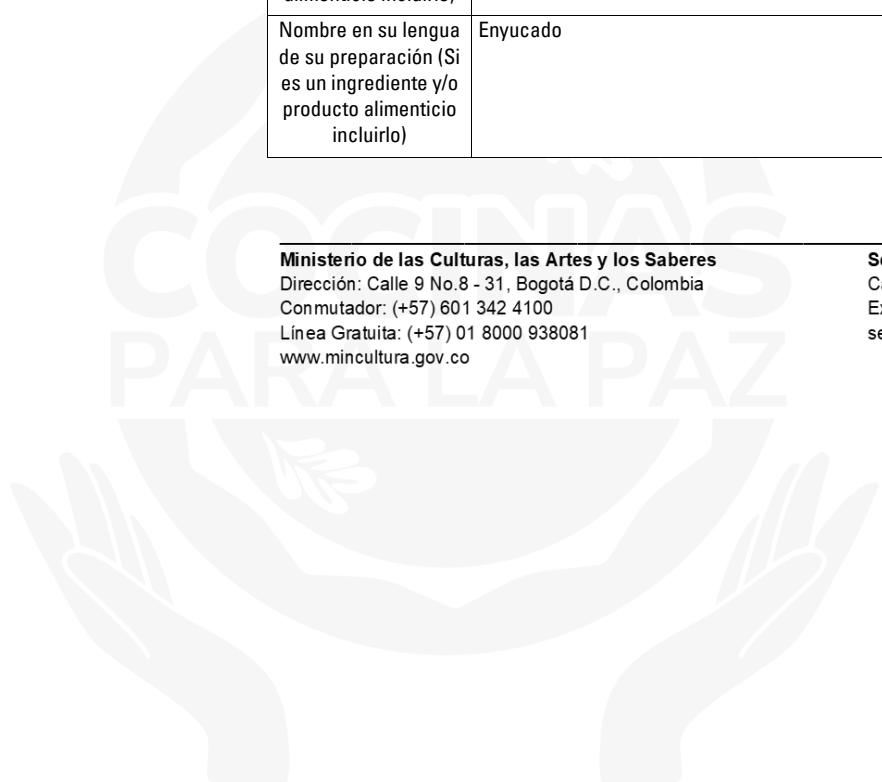 Nombre en su lengua
de su preparación (Si
es un ingrediente y/o
producto alimenticio
incluirlo)
Enyucado
COCINAS
PARA LA PAZ
Ministerio de las Culturas, las Artes y los Saberes
Dirección: Calle 9 No.8 - 31, Bogotá D.C., Colombia
Conmutador: (+57) 601 342 4100
Línea Gratuita: (+57) 01 8000 938081
www.mincultura.gov.co